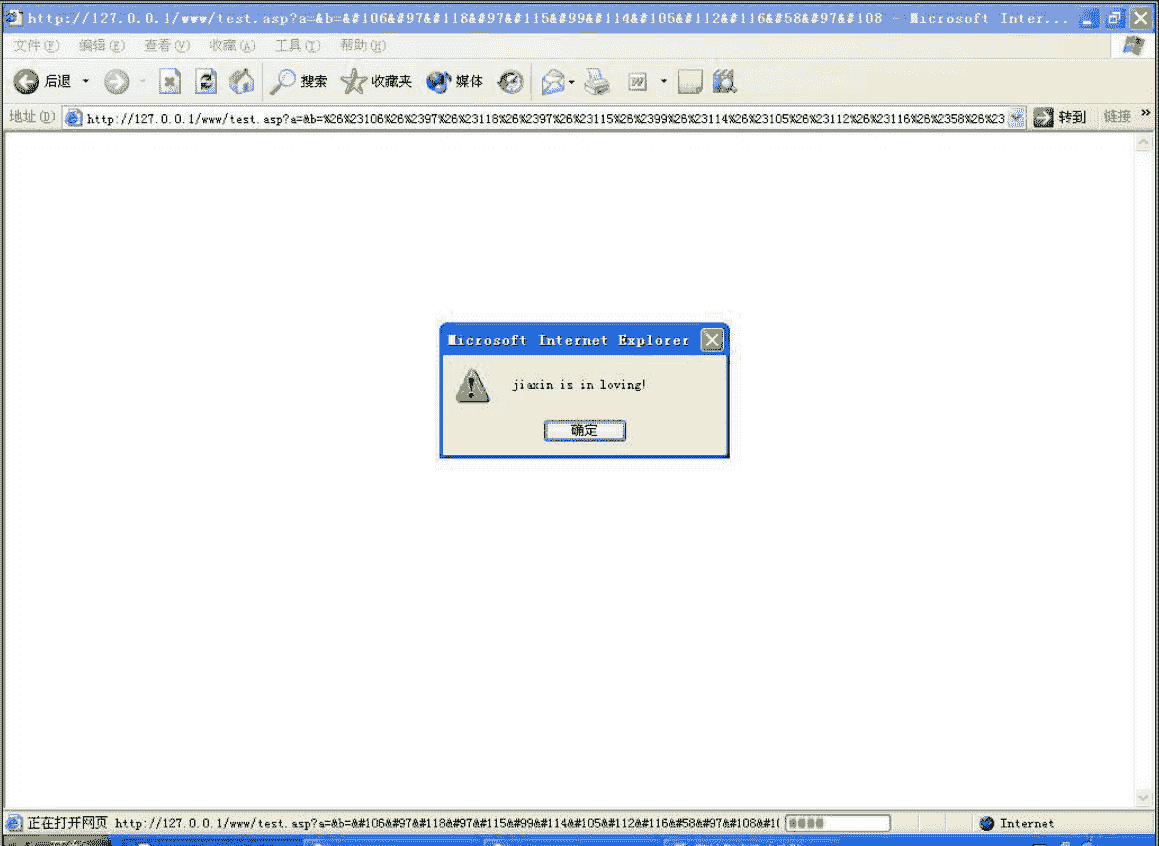 http://127.0.0.1/www/test.asp?a=&b=&#106&#97&#118&#97&#115&#99&#114&#105&#112&#116&#58&#97&#108 - Microsoft Inter...
文件(F) 编辑(E) 查看(V) 收藏(A) 工具(T) 帮助(H)
后退 搜索 收藏夹 媒体
地址(D) http://127.0.0.1/www/test.asp?a=&b=%26%23106%26%2397%26%23118%26%2397%26%23115%26%2399%26%23114%26%23105%26%23112%26%23116%26%2358%26%23 转到 链接 »
Microsoft Internet Explorer
jiaxin is in loving!
确定
正在打开网页 http://127.0.0.1/www/test.asp?a=&b=&#106&#97&#118&#97&#115&#99&#114&#105&#112&#116&#58&#97&#108&#1( Internet